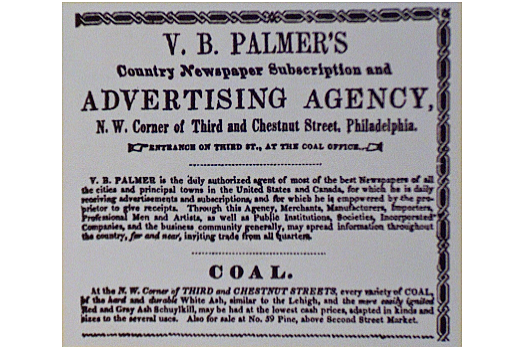 V. B. PALMER'S
Country Newspaper Subscription and
ADVERTISING AGENCY,
N. W. Corner of Third and Chestnut Street, Philadelphia.
ENTRANCE ON THIRD ST., AT THE COAL OFFICE.
V. B. PALMER is the duly authorized agent of most of the best Newspapers of all
the cities and principal towns in the United States and Canada, for which he is daily
receiving advertisements and subscriptions, and for which he is empowered by the pro-
prietor to give receipts. Through this Agency, Merchants, Manufacturers, Importers,
Professional Men and Artists, as well as Public Institutions, Societies, Incorporated
Companies, and the business community generally, may spread information throughout
the country, far and near, inviting trade from all quarters.
COAL.
At the N. W. Corner of THIRD and CHESTNUT STREETS, every variety of COAL,
of the hard and durable White Ash, similar to the Lehigh, and the more easily ignited
Red and Gray Ash Schuylkill, may be had at the lowest cash prices, adapted in kinds and
sizes to the several uses. Also for sale at No. 59 Pine, above Second Street Market.